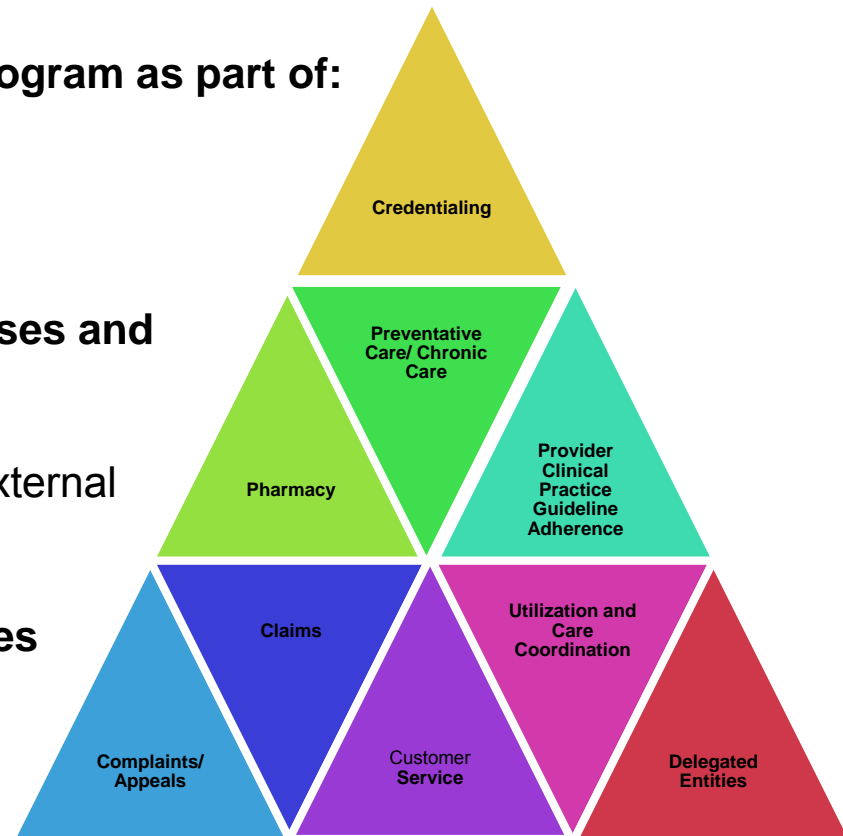 ogram as part of:
ses and
xternal
es
Credentialing
Preventative
Care/ Chronic
Care
Pharmacy
Provider
Clinical
Practice
Guideline
Adherence
Complaints/
Appeals
Claims
Customer
Service
Utilization and
Care
Coordination
Delegated
Entities